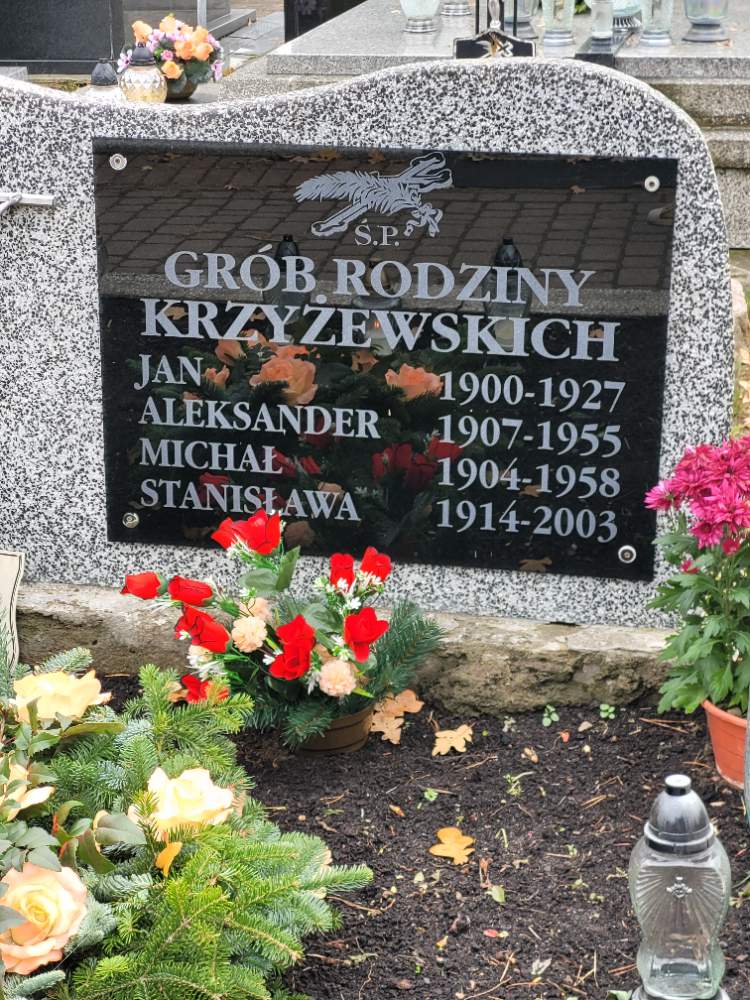 Ś.P.
GRÓB RODZINY
KRZYŻEWSKICH
JAN 1900-1927
ALEKSANDER 1907-1955
MICHAŁ 1904-1958
STANISŁAWA 1914-2003